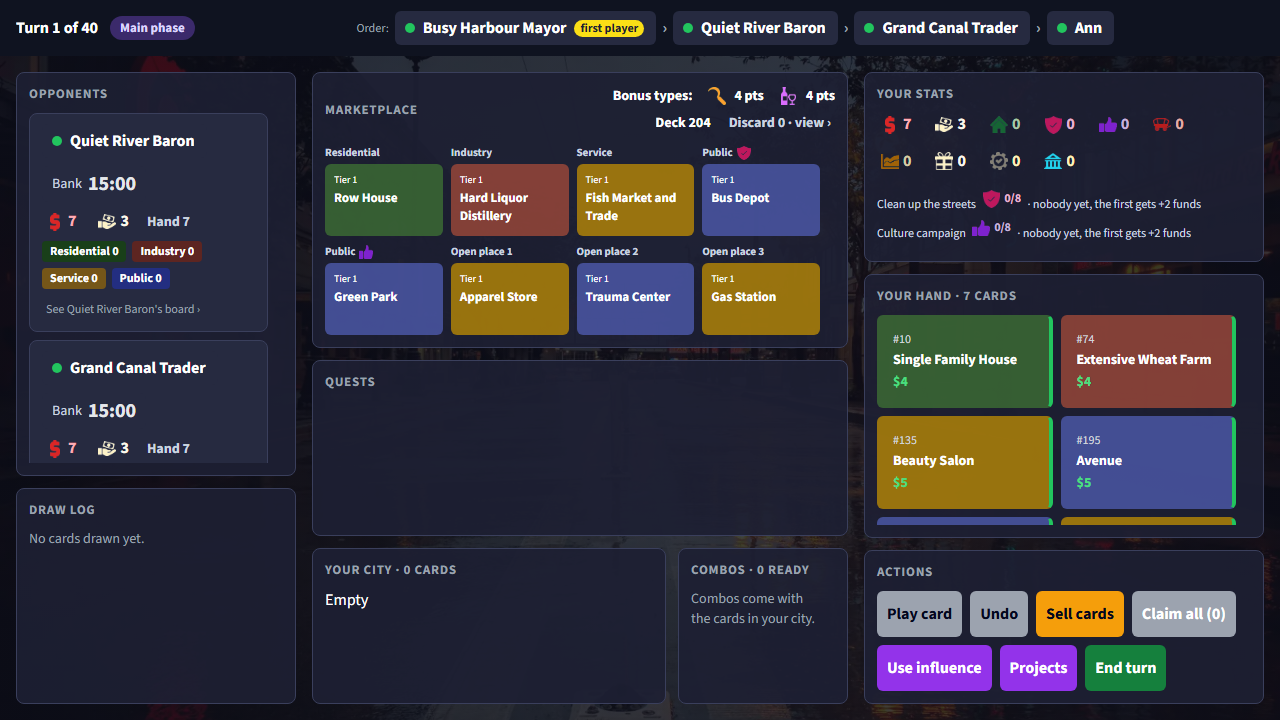 Turn 1 of 40
Main phase
Order:
Busy Harbour Mayor first player › Quiet River Baron › Grand Canal Trader › Ann
OPPONENTS
Quiet River Baron
Bank 15:00
7 3 Hand 7
Residential 0 Industry 0
Service 0 Public 0
See Quiet River Baron's board ›
Grand Canal Trader
Bank 15:00
7 3 Hand 7
DRAW LOG
No cards drawn yet.
MARKETPLACE
Bonus types: 4 pts 4 pts
Deck 204 Discard 0 · view ›
Residential Industry Service Public
Tier 1
Row House
Tier 1
Hard Liquor
Distillery
Tier 1
Fish Market and
Trade
Tier 1
Bus Depot
Public Open place 1 Open place 2 Open place 3
Tier 1
Green Park
Tier 1
Apparel Store
Tier 1
Trauma Center
Tier 1
Gas Station
QUESTS
YOUR CITY · 0 CARDS
Empty
COMBOS · 0 READY
Combos come with
the cards in your city.
YOUR STATS
7 3 0 0 0 0
0 0 0 0
Clean up the streets 0/8 · nobody yet, the first gets +2 funds
Culture campaign 0/8 · nobody yet, the first gets +2 funds
YOUR HAND · 7 CARDS
#10
Single Family House
$4
#74
Extensive Wheat Farm
$4
#135
Beauty Salon
$5
#195
Avenue
$5
ACTIONS
Play card Undo Sell cards Claim all (0)
Use influence Projects End turn